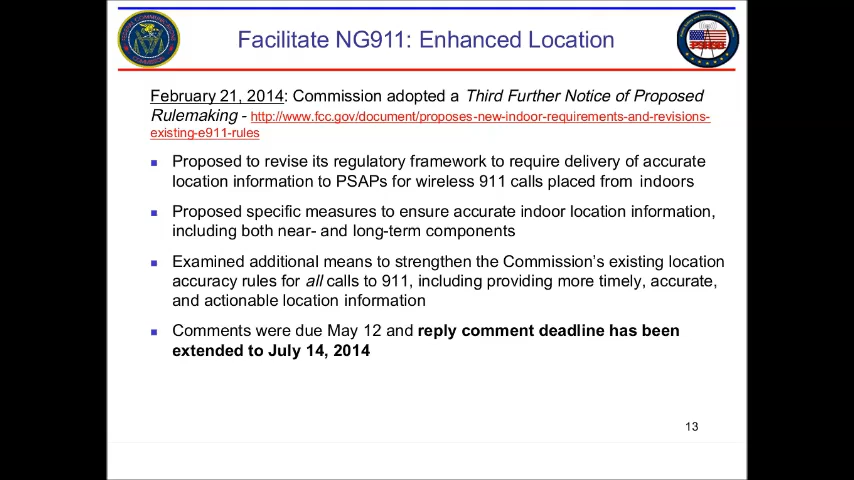 Facilitate NG911: Enhanced Location
February 21, 2014: Commission adopted a Third Further Notice of Proposed
Rulemaking - http://www.fcc.gov/document/proposes-new-indoor-requirements-and-revisions-
existing-e911-rules
Proposed to revise its regulatory framework to require delivery of accurate
location information to PSAPs for wireless 911 calls placed from indoors
Proposed specific measures to ensure accurate indoor location information,
including both near- and long-term components
Examined additional means to strengthen the Commission's existing location
accuracy rules for all calls to 911, including providing more timely, accurate,
and actionable location information
Comments were due May 12 and reply comment deadline has been
extended to July 14, 2014
13